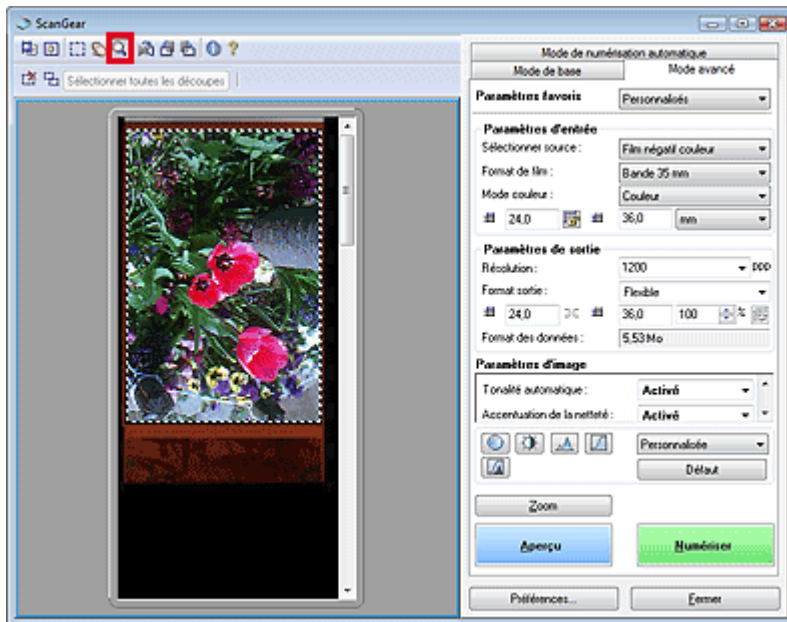 ScanGear
Sélectionner toutes les découpes
Mode de numérisation automatique
Mode de base
Mode avancé
Paramètres favoris
Personnalisés
Paramètres d'entrée
Sélectionner source :
Film négatif couleur
Format de film :
Bande 35 mm
Mode couleur :
Couleur
24,0
36,0
mm
Paramètres de sortie
Résolution :
1200
ppp
Format sortie :
Flexible
24,0
36,0
100
%
Format des données :
5,53 Mo
Paramètres d'image
Tonalité automatique :
Activé
Accentuation de la netteté :
Activé
Personnalisée
Défaut
Zoom
Aperçu
Numériser
Préférences...
Fermer